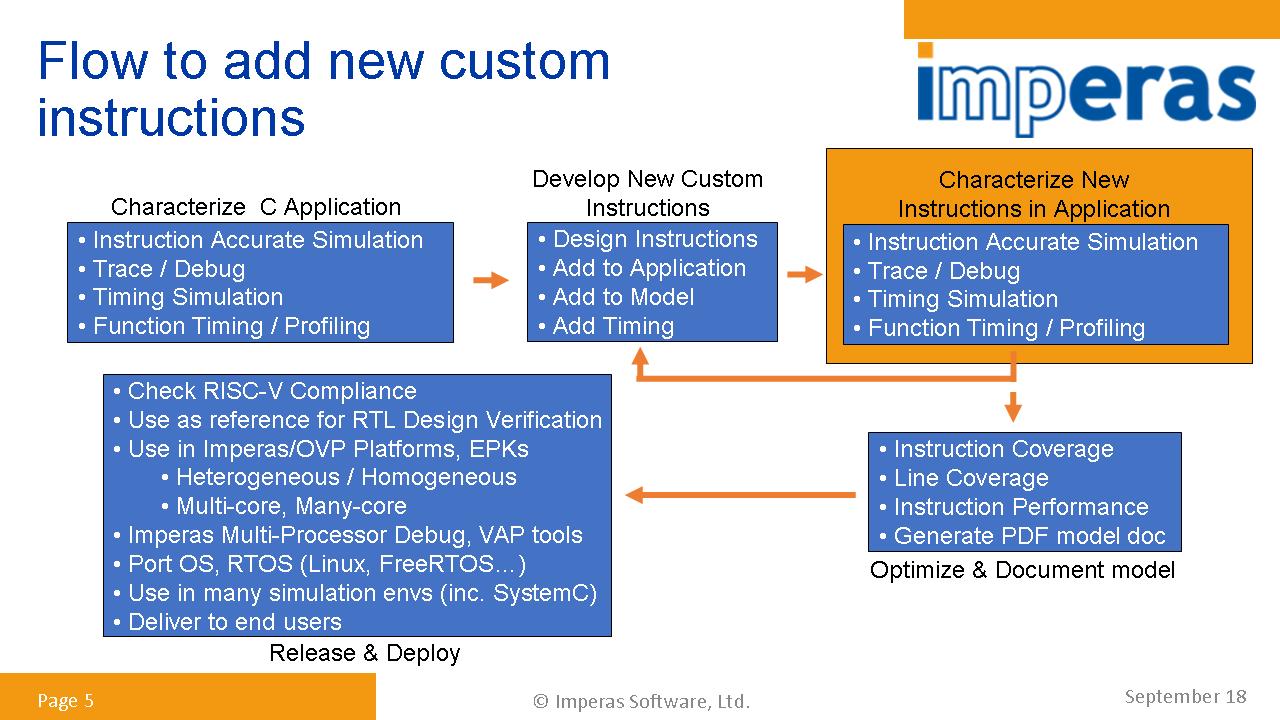 Flow to add new custom
instructions
imperas
Characterize C Application
• Instruction Accurate Simulation
• Trace / Debug
• Timing Simulation
• Function Timing / Profiling
Develop New Custom
Instructions
• Design Instructions
• Add to Application
• Add to Model
• Add Timing
Characterize New
Instructions in Application
• Instruction Accurate Simulation
• Trace / Debug
• Timing Simulation
• Function Timing / Profiling
• Instruction Coverage
• Line Coverage
• Instruction Performance
• Generate PDF model doc
Optimize & Document model
• Check RISC-V Compliance
• Use as reference for RTL Design Verification
• Use in Imperas/OVP Platforms, EPKs
• Heterogeneous / Homogeneous
• Multi-core, Many-core
• Imperas Multi-Processor Debug, VAP tools
• Port OS, RTOS (Linux, FreeRTOS…)
• Use in many simulation envs (inc. SystemC)
• Deliver to end users
Release & Deploy
Page 5
© Imperas Software, Ltd.
September 18